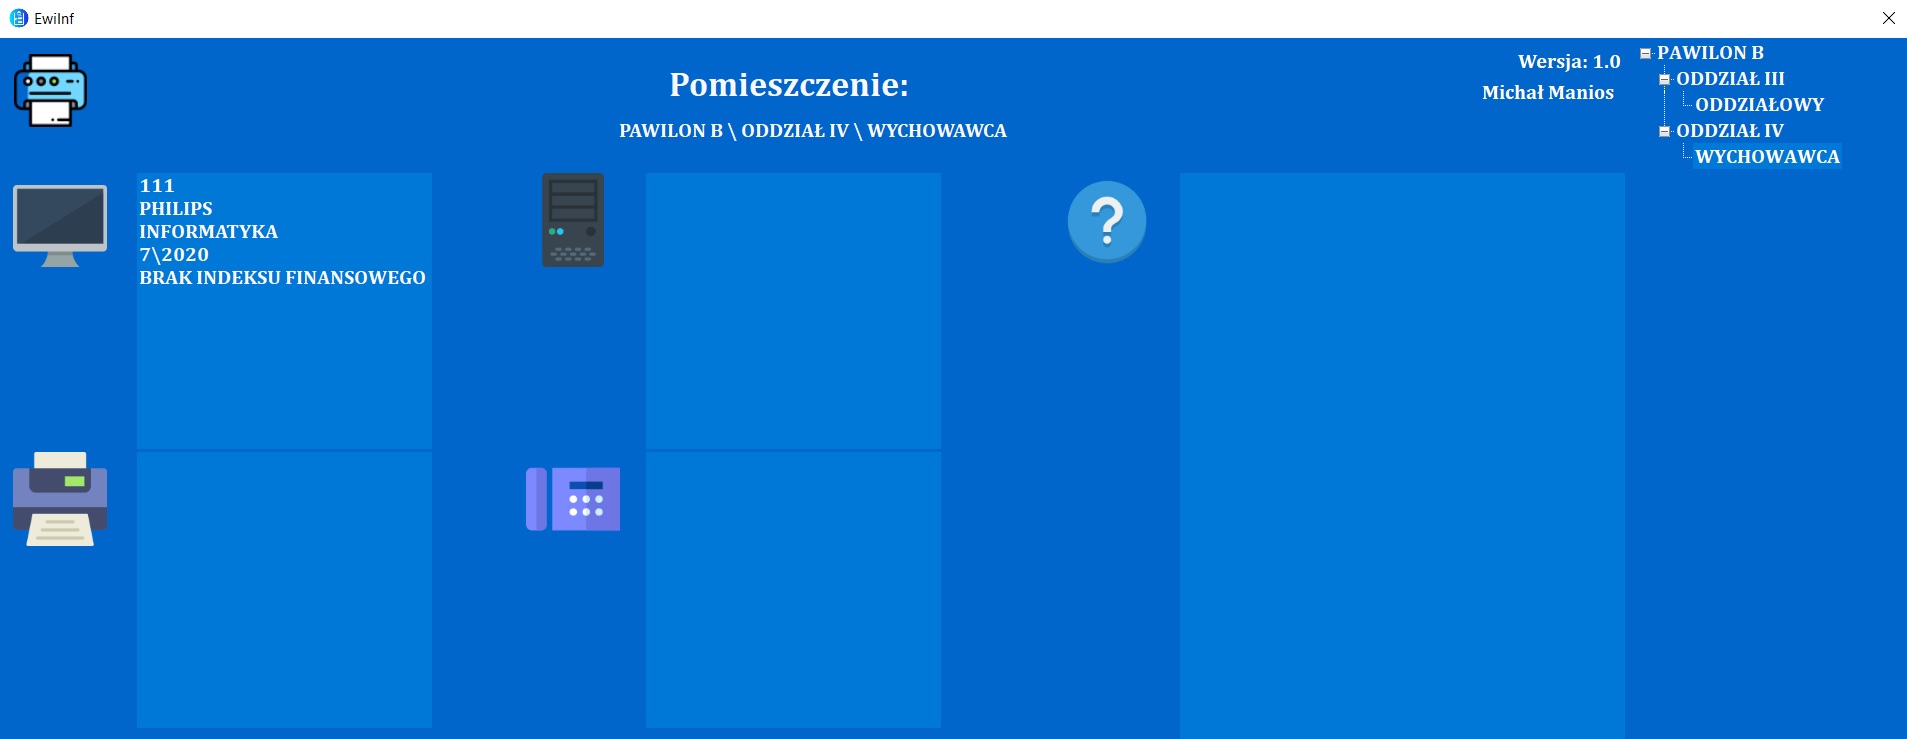 EwiInf
Pomieszczenie:
PAWILON B \ ODDZIAŁ IV \ WYCHOWAWCA
Wersja: 1.0
Michał Manios
PAWILON B
ODDZIAŁ III
ODDZIAŁOWY
ODDZIAŁ IV
WYCHOWAWCA
111
PHILIPS
INFORMATYKA
7\2020
BRAK INDEKSU FINANSOWEGO
?